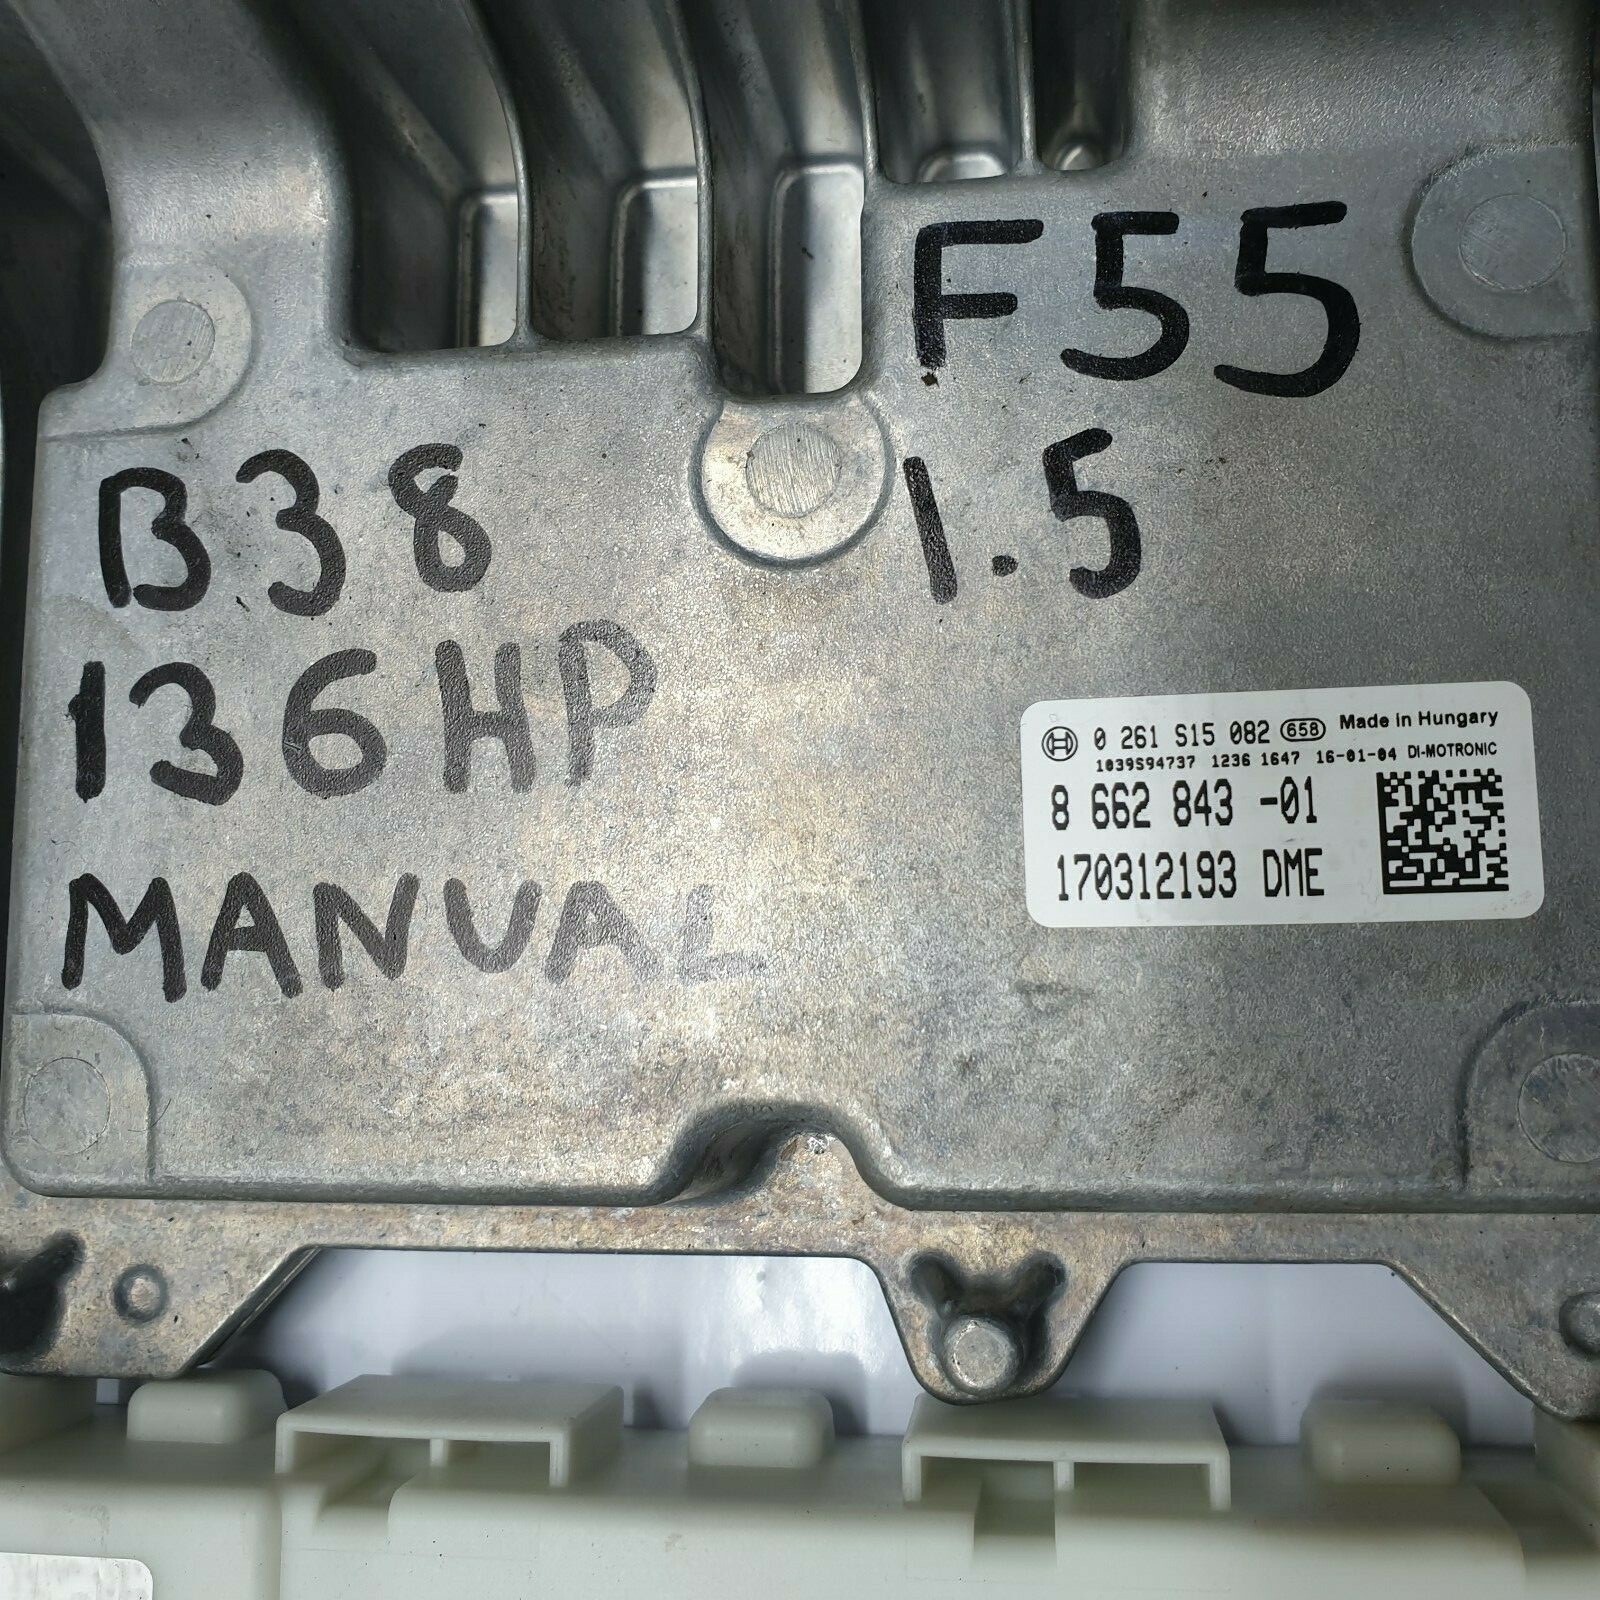 F55
B38
1.5
136HP
MANUAL
0 261 S15 082 658 Made in Hungary
1039S94737 1236 1647 16-01-04 DI-MOTRONIC
8 662 843 -01
170312193 DME